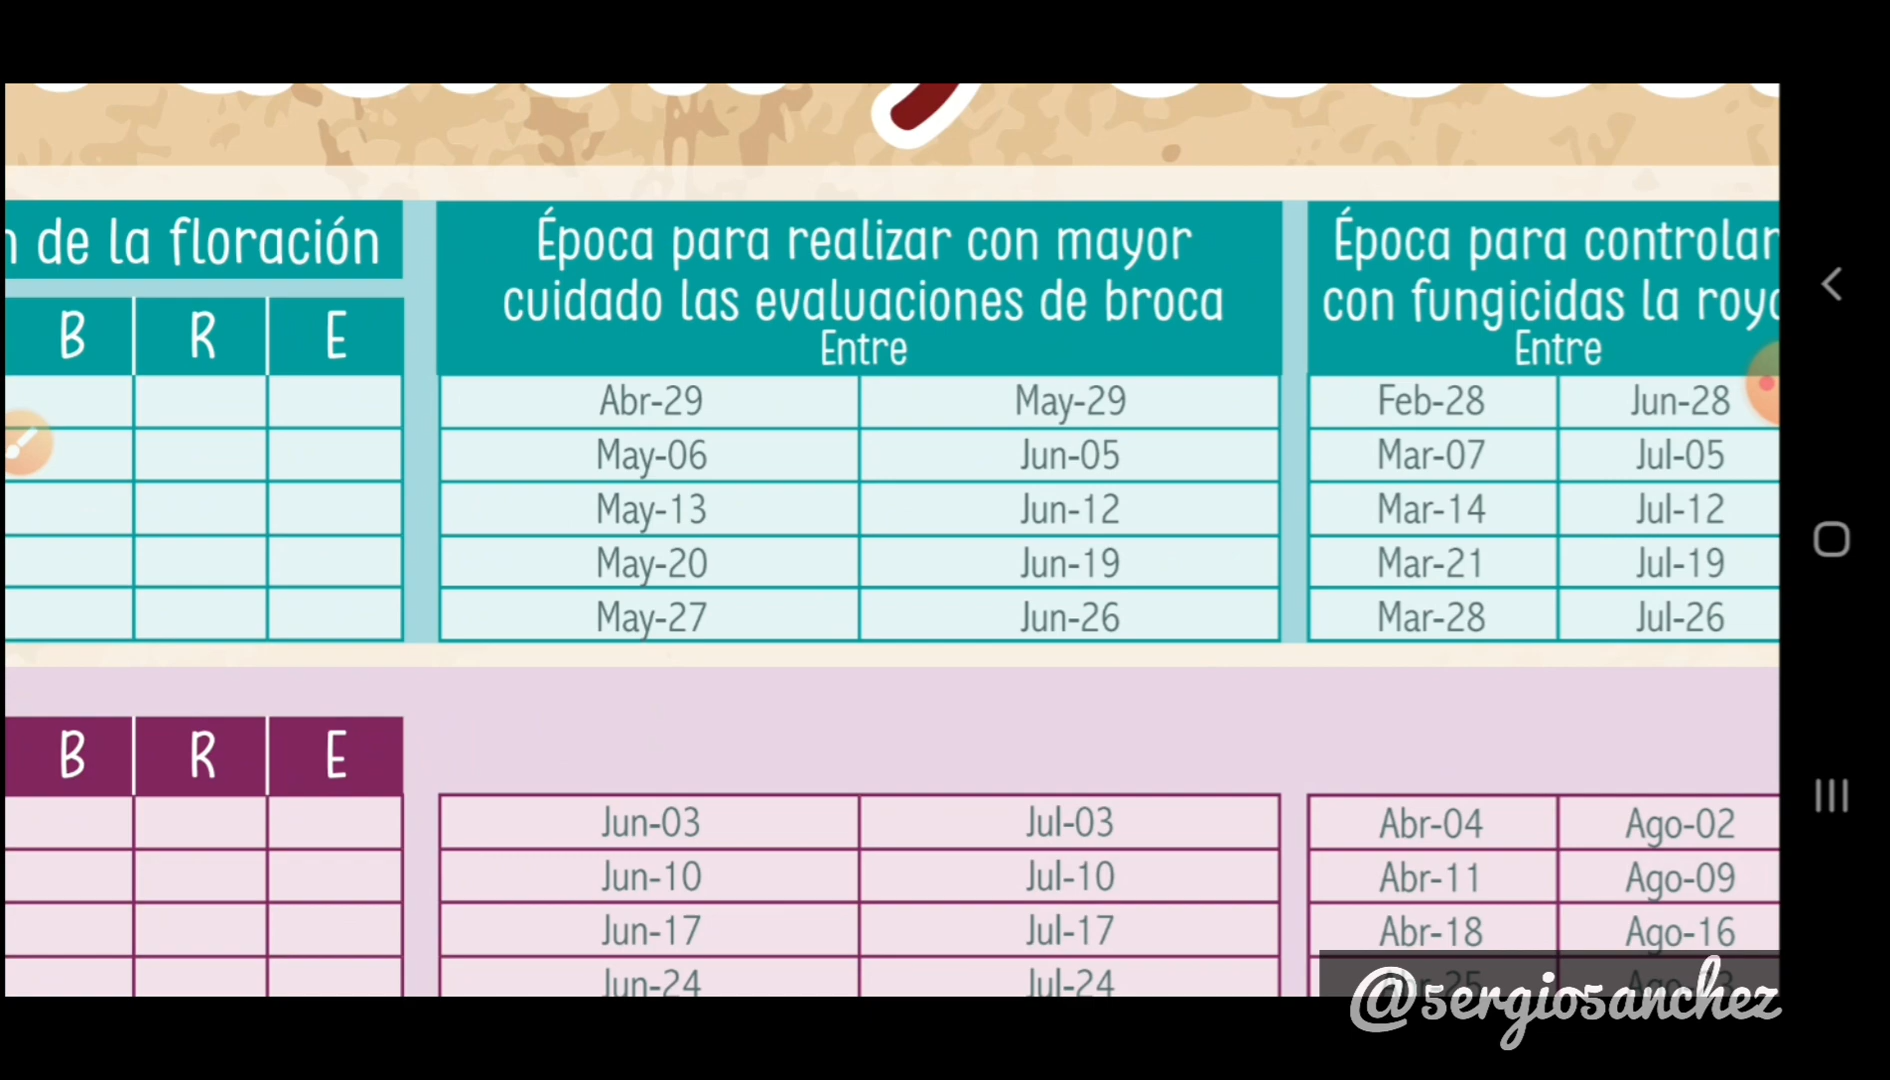 de la floración
B R E
Época para realizar con mayor
cuidado las evaluaciones de broca
Entre
Época para controlar
con fungicidas la
Entre
Abr-29 May-29 Feb-28 Jun-28
May-06 Jun-05 Mar-07 Jul-05
May-13 Jun-12 Mar-14 Jul-12
May-20 Jun-19 Mar-21 Jul-19
May-27 Jun-26 Mar-28 Jul-26
B R E
Jun-03 Jul-03 Abr-04 Ago-02
Jun-10 Jul-10 Abr-11 Ago-09
Jun-17 Jul-17 Abr-18 Ago-16
Jun-24 Jul-24
@5ergio5anchez